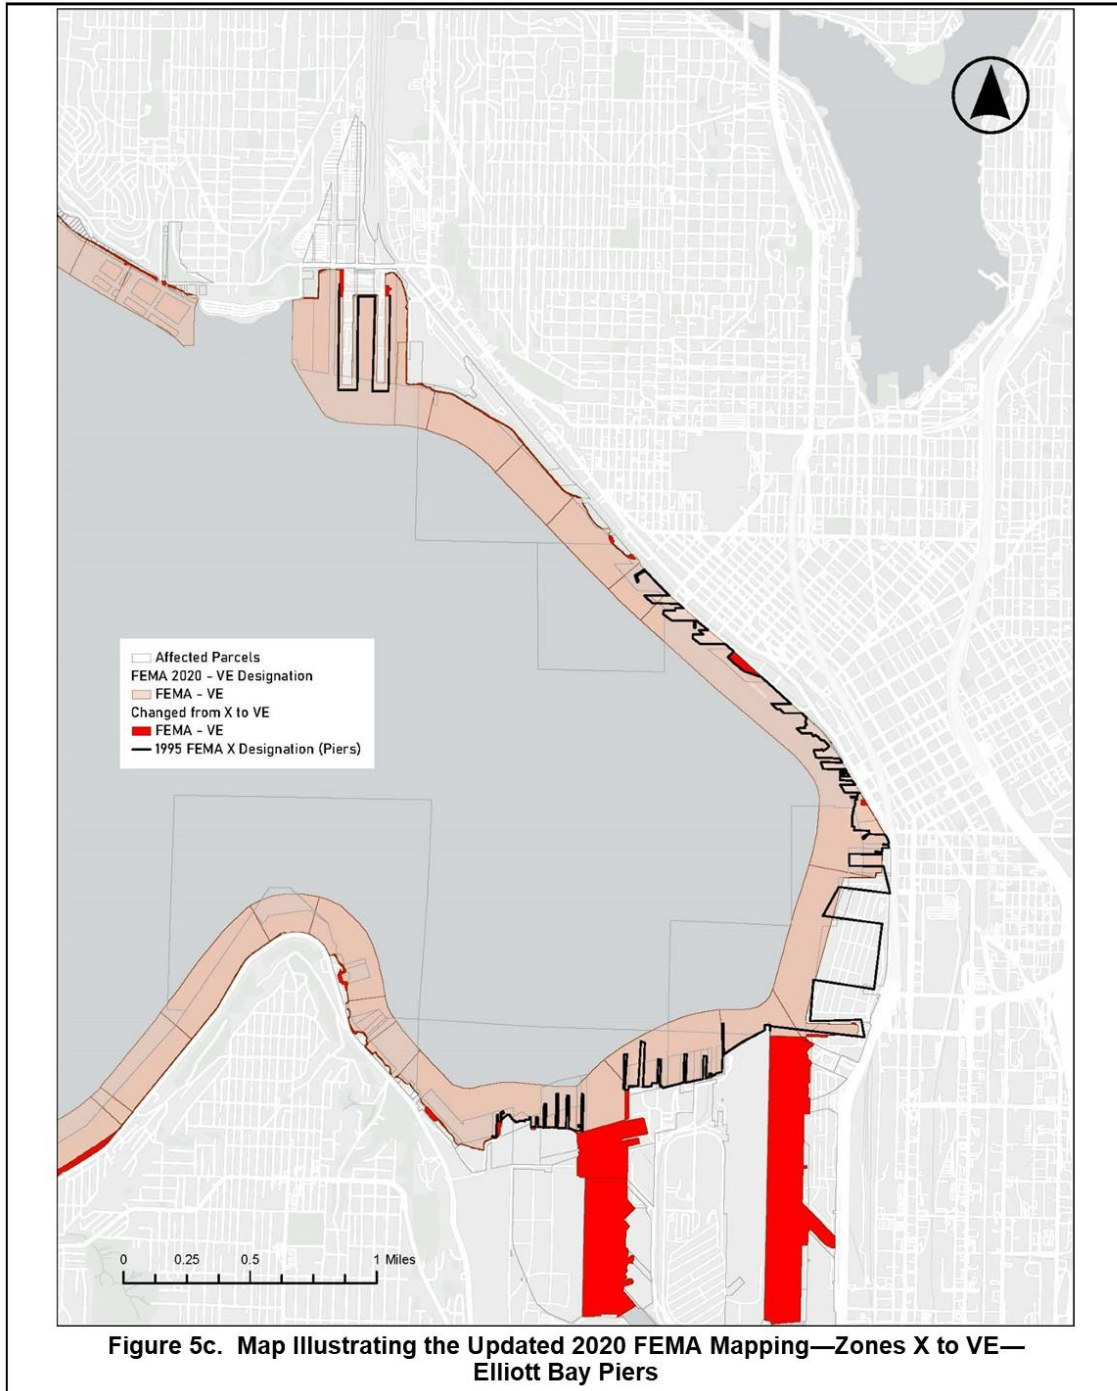 Affected Parcels
FEMA 2020 - VE Designation
FEMA - VE
Changed from X to VE
FEMA - VE
1995 FEMA X Designation (Piers)
0 0.25 0.5 1 Miles
Figure 5c. Map Illustrating the Updated 2020 FEMA Mapping—Zones X to VE—
Elliott Bay Piers